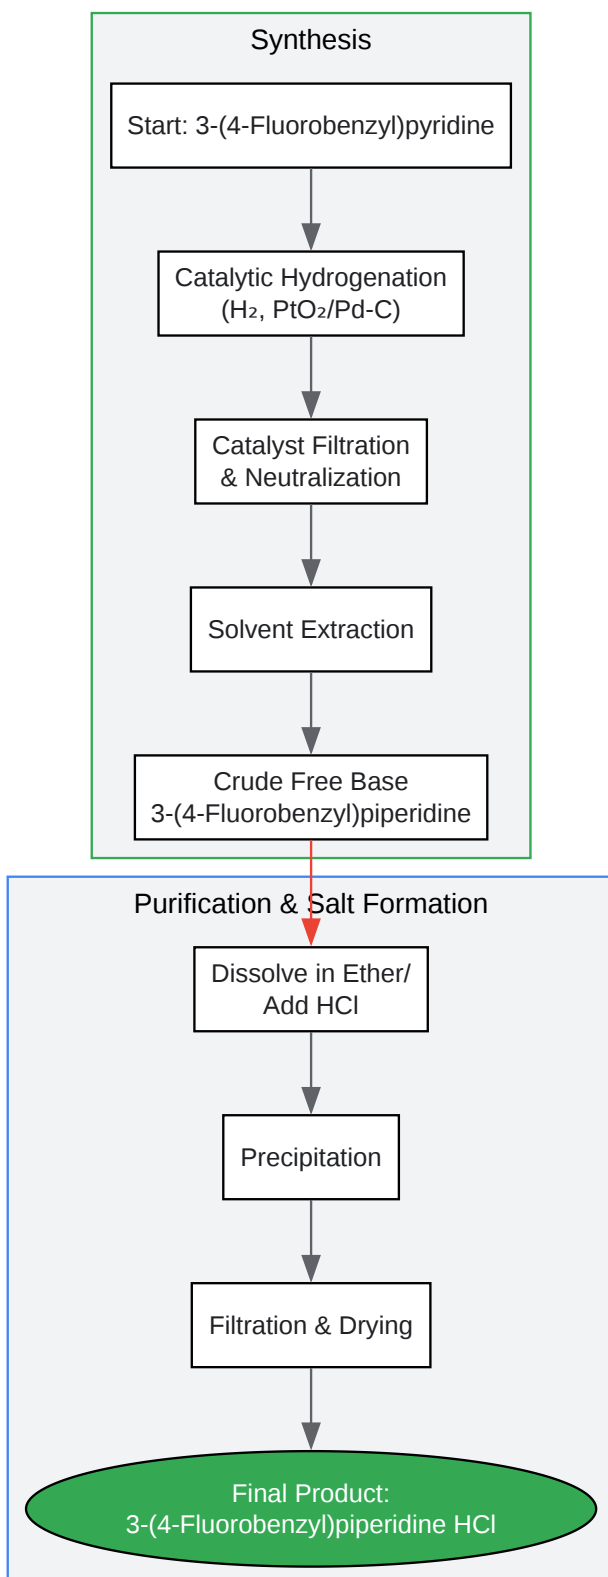 Synthesis
Start: 3-(4-Fluorobenzyl)pyridine
Catalytic Hydrogenation
(H₂, PtO₂/Pd-C)
Catalyst Filtration
& Neutralization
Solvent Extraction
Crude Free Base
3-(4-Fluorobenzyl)piperidine
Purification & Salt Formation
Dissolve in Ether/
Add HCl
Precipitation
Filtration & Drying
Final Product:
3-(4-Fluorobenzyl)piperidine HCl